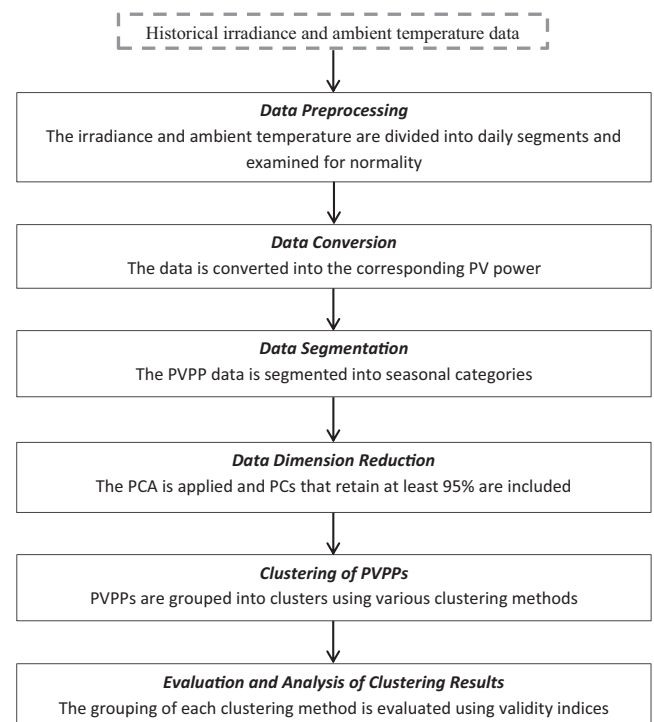 Historical irradiance and ambient temperature data
Data Preprocessing
The irradiance and ambient temperature are divided into daily segments and
examined for normality
Data Conversion
The data is converted into the corresponding PV power
Data Segmentation
The PVPP data is segmented into seasonal categories
Data Dimension Reduction
The PCA is applied and PCs that retain at least 95% are included
Clustering of PVPPs
PVPPs are grouped into clusters using various clustering methods
Evaluation and Analysis of Clustering Results
The grouping of each clustering method is evaluated using validity indices